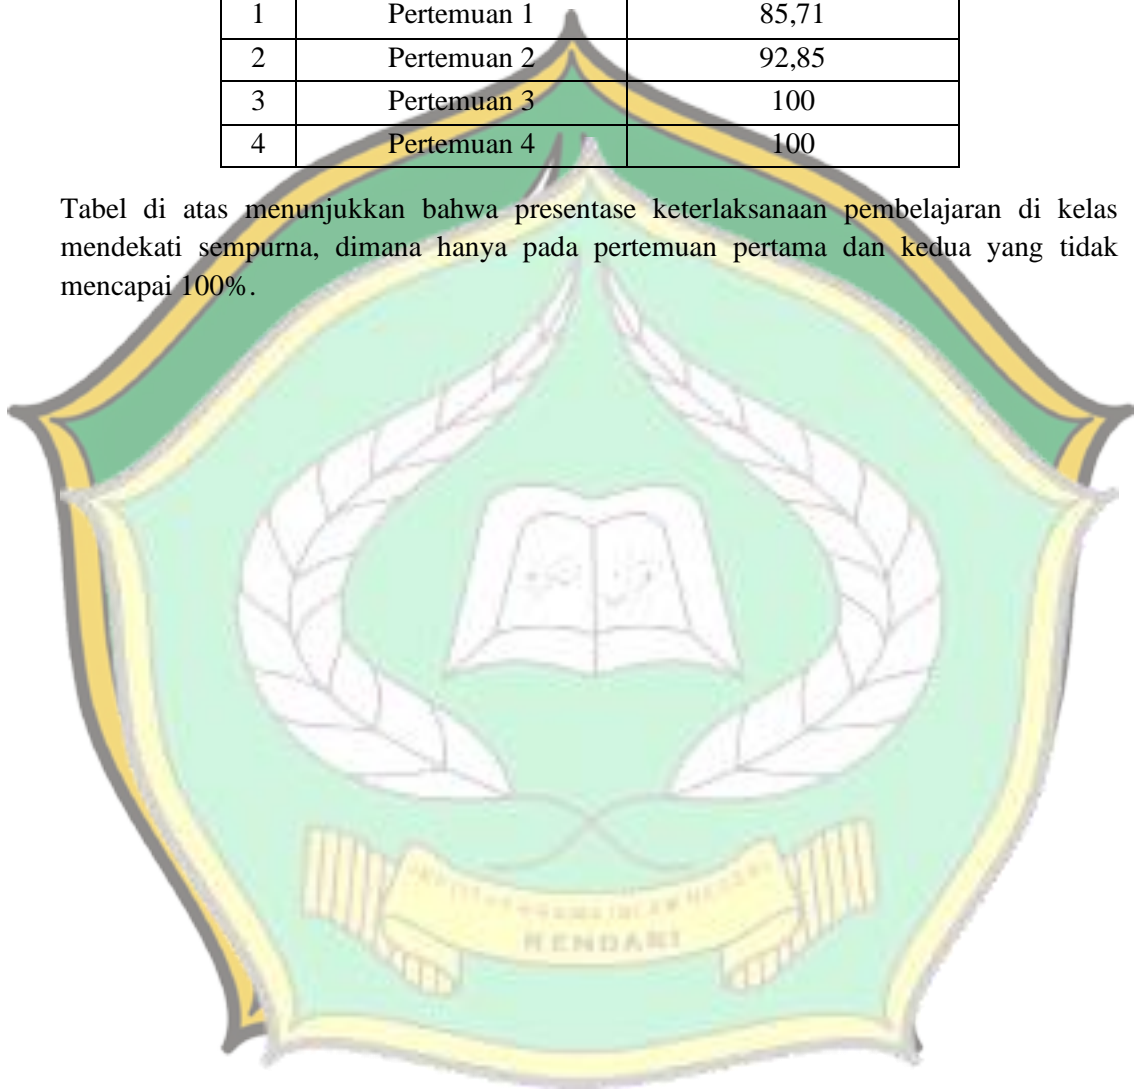 1 Pertemuan 1 85,71
2 Pertemuan 2 92,85
3 Pertemuan 3 100
4 Pertemuan 4 100
Tabel di atas menunjukkan bahwa presentase keterlaksanaan pembelajaran di kelas
mendekati sempurna, dimana hanya pada pertemuan pertama dan kedua yang tidak
mencapai 100%.
KENDARI